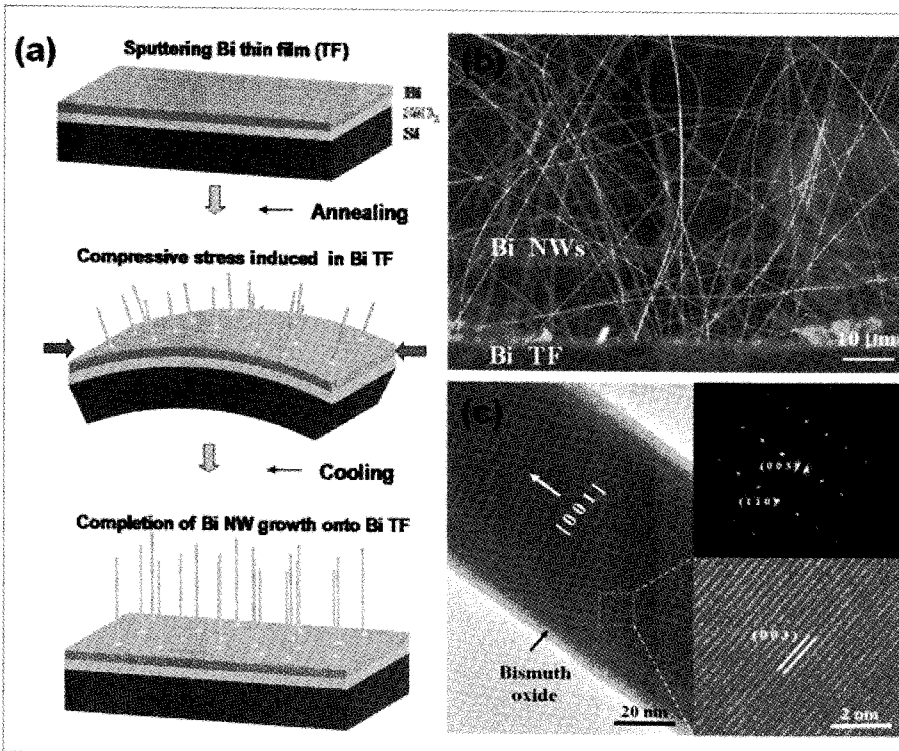 (a)
Sputtering Bi thin film (TF)
Bi
Si
Annealing
Compressive stress induced in Bi TF
Cooling
Completion of Bi NW growth onto Bi TF
(b)
Bi NWs
Bi TF
10 μm
(c)
[001]
Bismuth
oxide
20 nm
(003)
(110)
(003)
2 nm